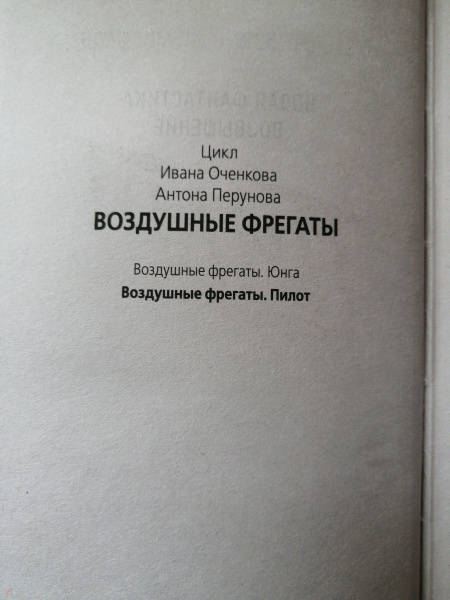 Цикл
Ивана Оченкова
Антона Перунова
ВОЗДУШНЫЕ ФРЕГАТЫ
Воздушные фрегаты. Юнга
Воздушные фрегаты. Пилот